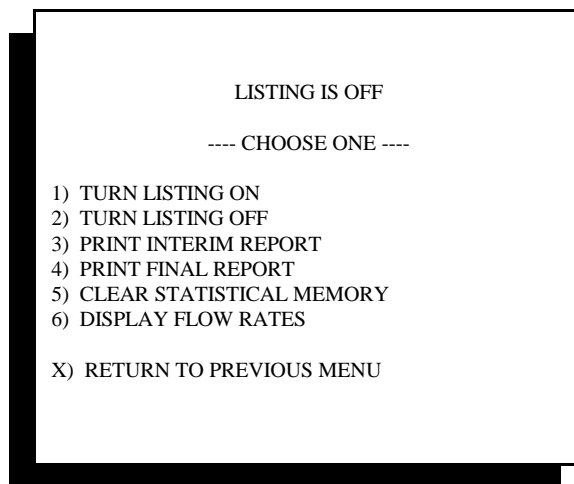 LISTING IS OFF
---- CHOOSE ONE ----
1) TURN LISTING ON
2) TURN LISTING OFF
3) PRINT INTERIM REPORT
4) PRINT FINAL REPORT
5) CLEAR STATISTICAL MEMORY
6) DISPLAY FLOW RATES
X) RETURN TO PREVIOUS MENU